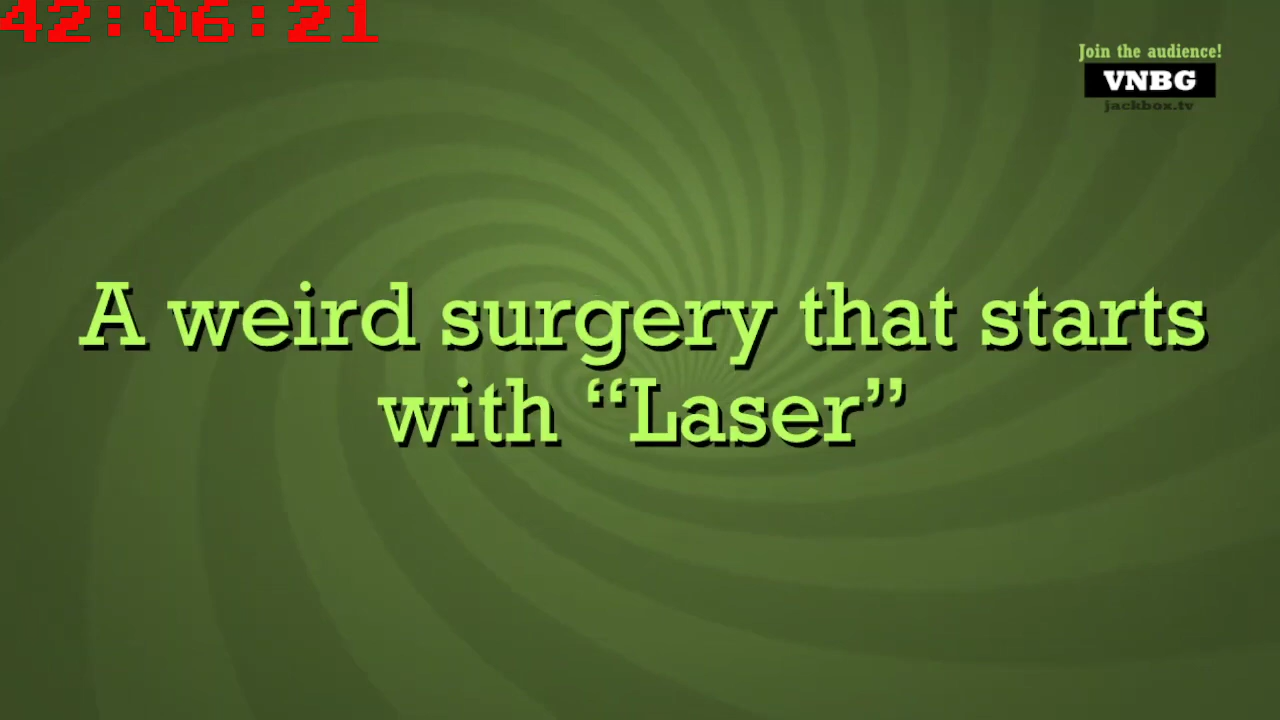 42:06:21
Join the audience!
VNBG
jackbox.tv
A weird surgery that starts
with “Laser”